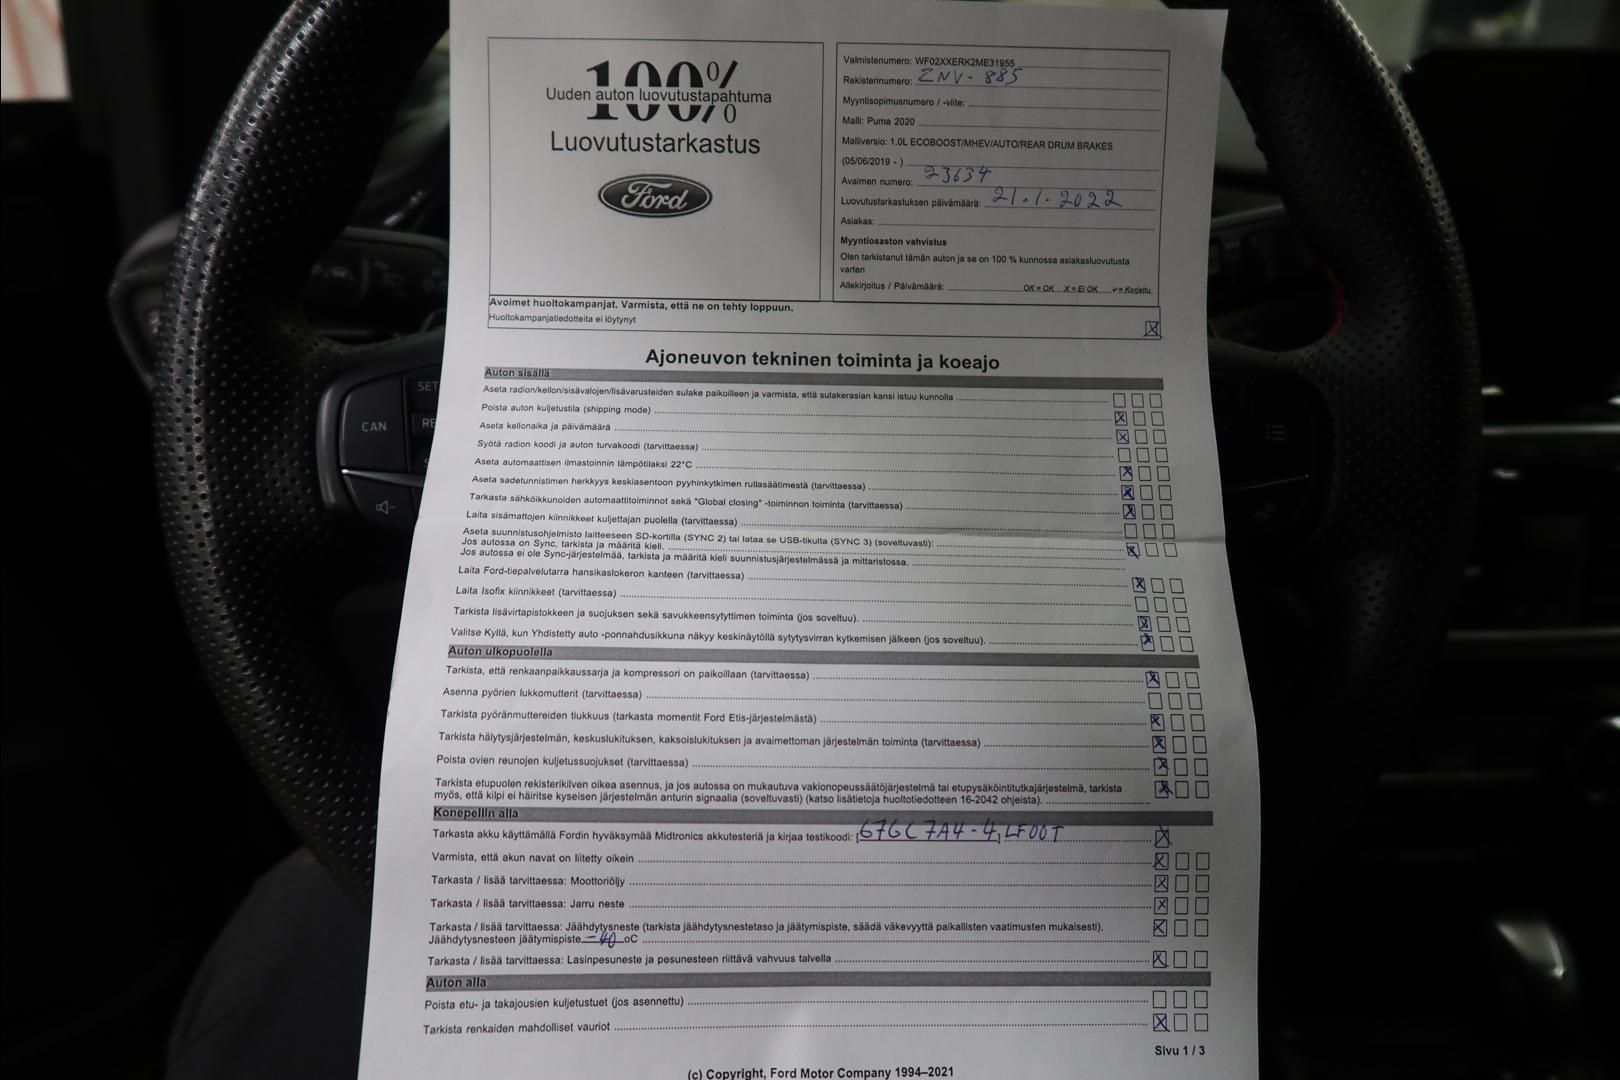 100%
Uuden auton luovutustapahtuma
Luovutustarkastus
Ford
Valmistenumero: WF02XXERK2ME31955
Rekisterinumero: ZNV-885
Myyntisopimusnumero / -viite:
Malli: Puma 2020
Malliversio: 1.0L ECOBOOST/MHEV/AUTO/REAR DRUM BRAKES
(05/06/2019 - )
Avaimen numero: 23634
Luovutustarkastuksen päivämäärä: 21.1.2022
Asiakas:
Myyntiosaston vahvistus
Olen tarkistanut tämän auton ja se on 100 % kunnossa asiakasluovutusta
varten
Allekirjoitus / Päivämäärä: OK = OK X = Ei OK ✓= Korjattu
Avoimet huoltokampanjat. Varmista, että ne on tehty loppuun.
Huoltokampanjatiedotteita ei löytynyt
Ajoneuvon tekninen toiminta ja koeajo
Auton sisällä
Aseta radion/kellon/sisävalojen/lisävarusteiden sulake paikoilleen ja varmista, että sulakerasian kansi istuu kunnolla
Poista auton kuljetustila (shipping mode)
Aseta kellonaika ja päivämäärä
Syötä radion koodi ja auton turvakoodi (tarvittaessa)
Aseta automaattisen ilmastoinnin lämpötilaksi 22°C
Aseta sadetunnistimen herkkyys keskiasentoon pyyhinkytkimen rullasäätimestä (tarvittaessa)
Tarkasta sähköikkunoiden automaattitoiminnot sekä "Global closing" -toiminnon toiminta (tarvittaessa)
Laita sisämattojen kiinnikkeet kuljettajan puolella (tarvittaessa)
Aseta suunnistusohjelmisto laitteeseen SD-kortilla (SYNC 2) tai lataa se USB-tikulta (SYNC 3) (soveltuvasti):
Jos autossa on Sync, tarkista ja määritä kieli.
Jos autossa ei ole Sync-järjestelmää, tarkista ja määritä kieli suunnistusjärjestelmässä ja mittaristossa.
Laita Ford-tiepalvelutarra hansikaslokeron kanteen (tarvittaessa)
Laita Isofix kiinnikkeet (tarvittaessa)
Tarkista lisävirtapistokkeen ja suojuksen sekä savukkeensytyttimen toiminta (jos soveltuu).
Valitse Kyllä, kun Yhdistetty auto -ponnahdusikkuna näkyy keskinäytöllä sytytysvirran kytkemisen jälkeen (jos soveltuu).
Auton ulkopuolella
Tarkista, että renkaanpaikkaussarja ja kompressori on paikoillaan (tarvittaessa)
Asenna pyörien lukkomutterit (tarvittaessa)
Tarkista pyöränmuttereiden tiukkuus (tarkasta momentit Ford Etis-järjestelmästä)
Tarkista hälytysjärjestelmän, keskuslukituksen, kaksoislukituksen ja avaimettoman järjestelmän toiminta (tarvittaessa)
Poista ovien reunojen kuljetussuojukset (tarvittaessa)
Tarkista etupuolen rekisterikilven oikea asennus, ja jos autossa on mukautuva vakionopeussäätöjärjestelmä tai etupysäköintitutkajärjestelmä, tarkista
myös, että kilpi ei häiritse kyseisen järjestelmän anturin signaalia (soveltuvasti) (katso lisätietoja huoltotiedotteen 16-2042 ohjeista).
Konepellin alla
Tarkasta akku käyttämällä Fordin hyväksymää Midtronics akkutesteriä ja kirjaa testikoodi: [67GC7A4-4] LF00T
Varmista, että akun navat on liitetty oikein
Tarkasta / lisää tarvittaessa: Moottoriöljy
Tarkasta / lisää tarvittaessa: Jarru neste
Tarkasta / lisää tarvittaessa: Jäähdytysneste (tarkista jäähdytysnestetaso ja jäätymispiste, säädä väkevyyttä paikallisten vaatimusten mukaisesti).
Jäähdytysnesteen jäätymispiste -40 oC
Tarkasta / lisää tarvittaessa: Lasinpesuneste ja pesunesteen riittävä vahvuus talvella
Auton alla
Poista etu- ja takajousien kuljetustuet (jos asennettu)
Tarkista renkaiden mahdolliset vauriot
Sivu 1 / 3
(c) Copyright, Ford Motor Company 1994–2021
SET
CAN
RE